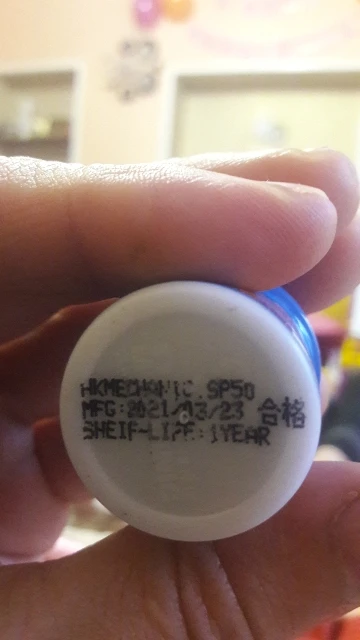 HKMECHANIC.SP50
MFG:2021/03/23 合格
SHEIF-LIFE:1YEAR